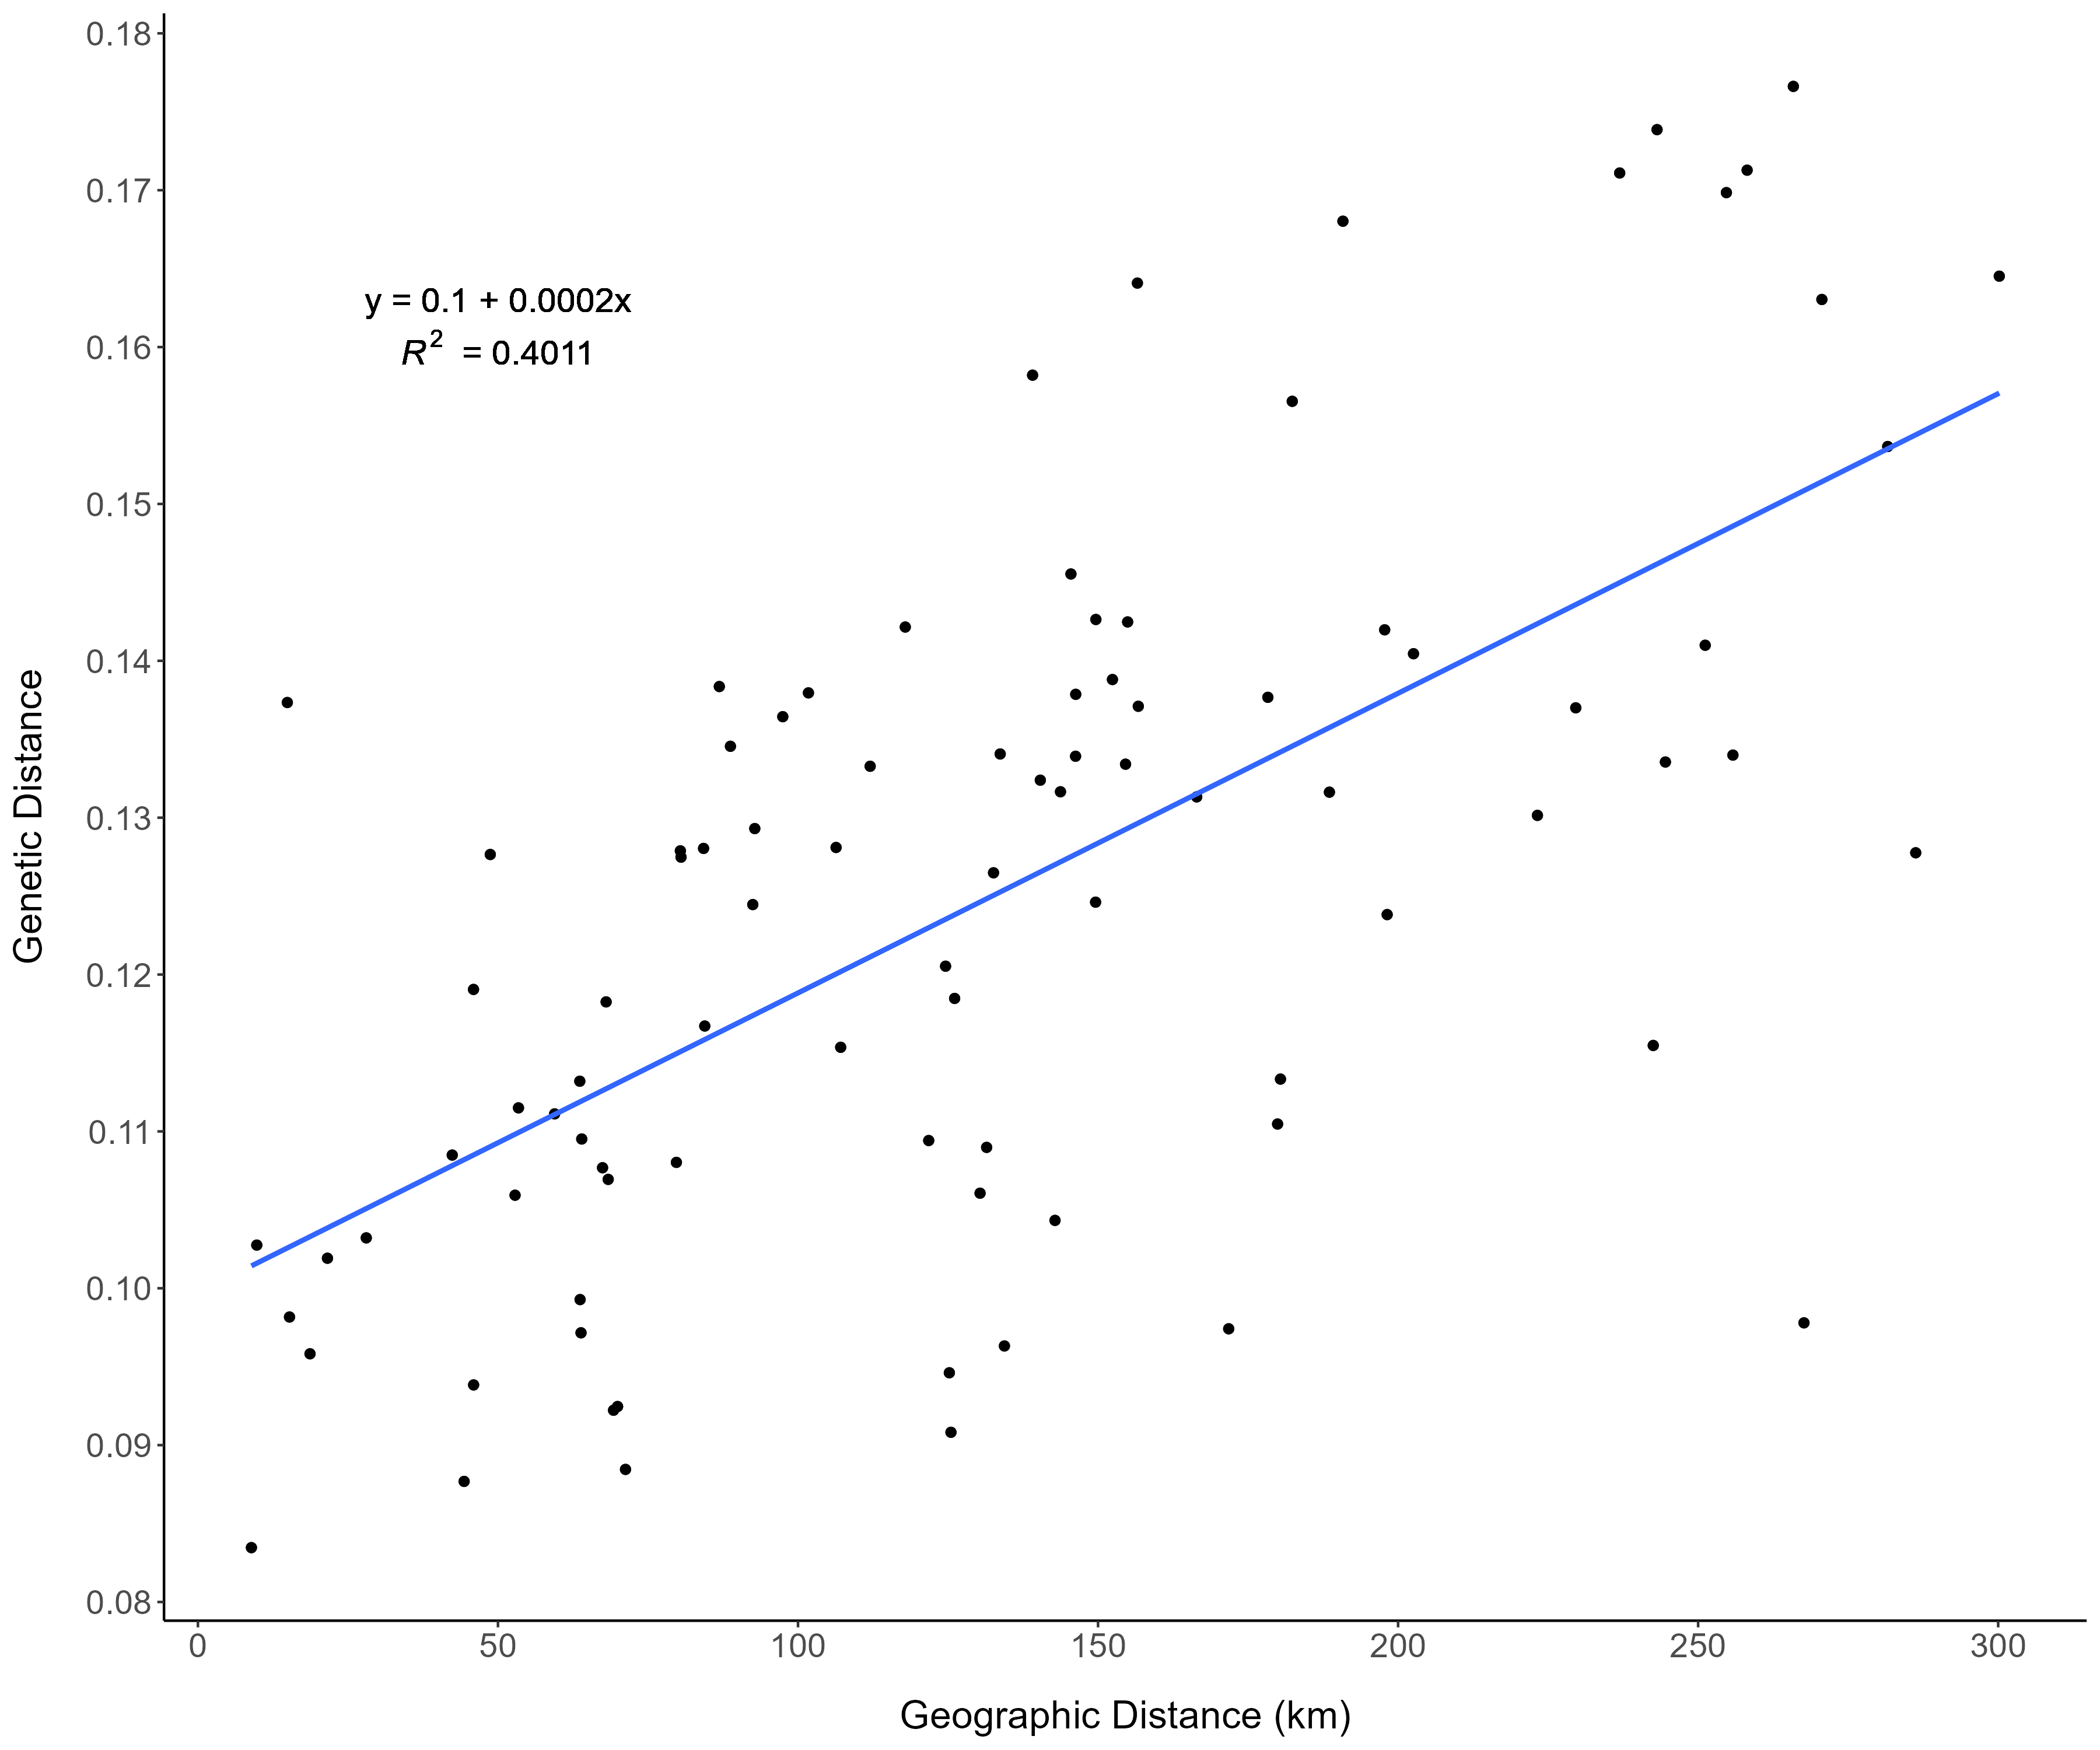 0.18
0.17
y = 0.1 + 0.0002x
R² = 0.4011
0.16
0.15
0.14
Genetic Distance
0.13
0.12
0.11
0.10
0.09
0.08
0 50 100 150 200 250 300
Geographic Distance (km)